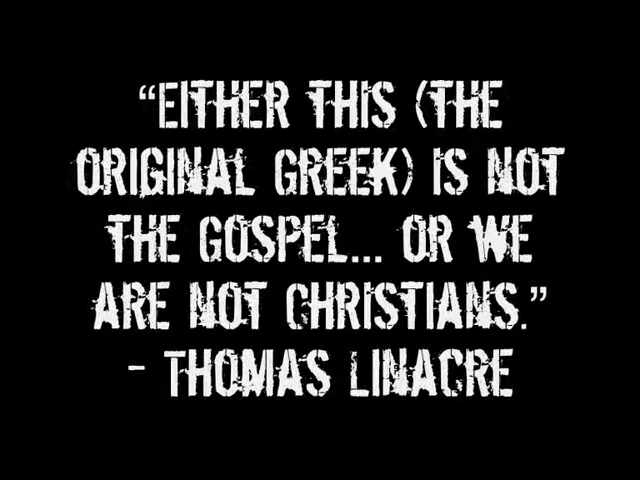 “EITHER THIS (THE
ORIGINAL GREEK) IS NOT
THE GOSPEL... OR WE
ARE NOT CHRISTIANS.”
- THOMAS LINACRE